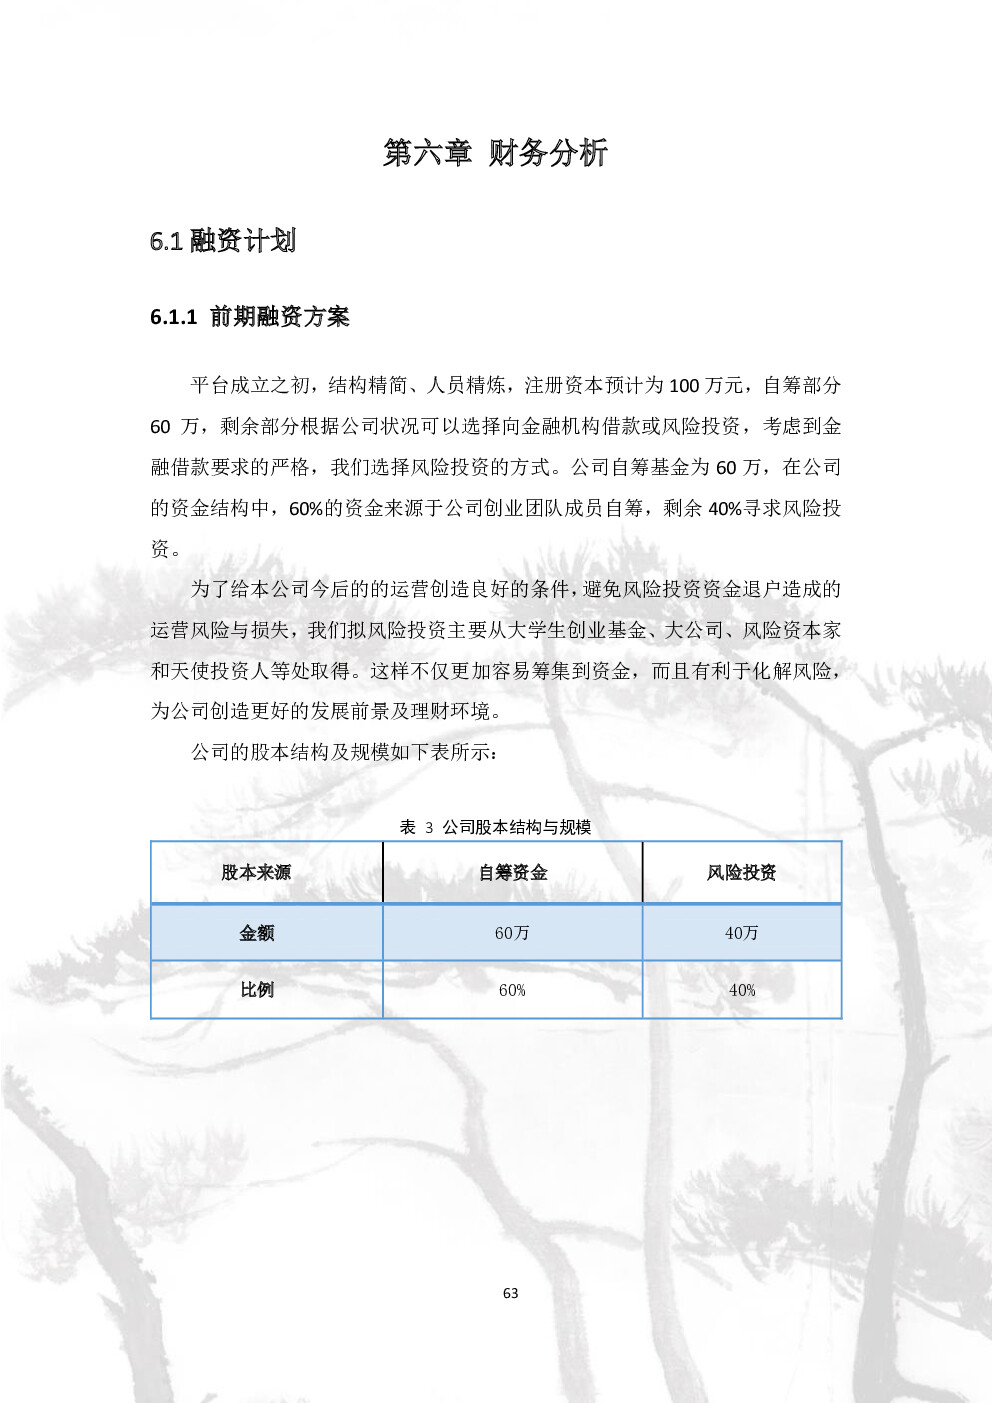 第六章 财务分析
6.1融资计划
6.1.1 前期融资方案
平台成立之初，结构精简、人员精炼，注册资本预计为 100 万元，自筹部分
60 万，剩余部分根据公司状况可以选择向金融机构借款或风险投资，考虑到金
融借款要求的严格，我们选择风险投资的方式。公司自筹基金为 60 万，在公司
的资金结构中，60%的资金来源于公司创业团队成员自筹，剩余 40%寻求风险投
资。
为了给本公司今后的的运营创造良好的条件，避免风险投资资金退户造成的
运营风险与损失，我们拟风险投资主要从大学生创业基金、大公司、风险资本家
和天使投资人等处取得。这样不仅更加容易筹集到资金，而且有利于化解风险，
为公司创造更好的发展前景及理财环境。
公司的股本结构及规模如下表所示：
表 3 公司股本结构与规模
股本来源 自筹资金 风险投资
金额 60万 40万
比例 60% 40%
63